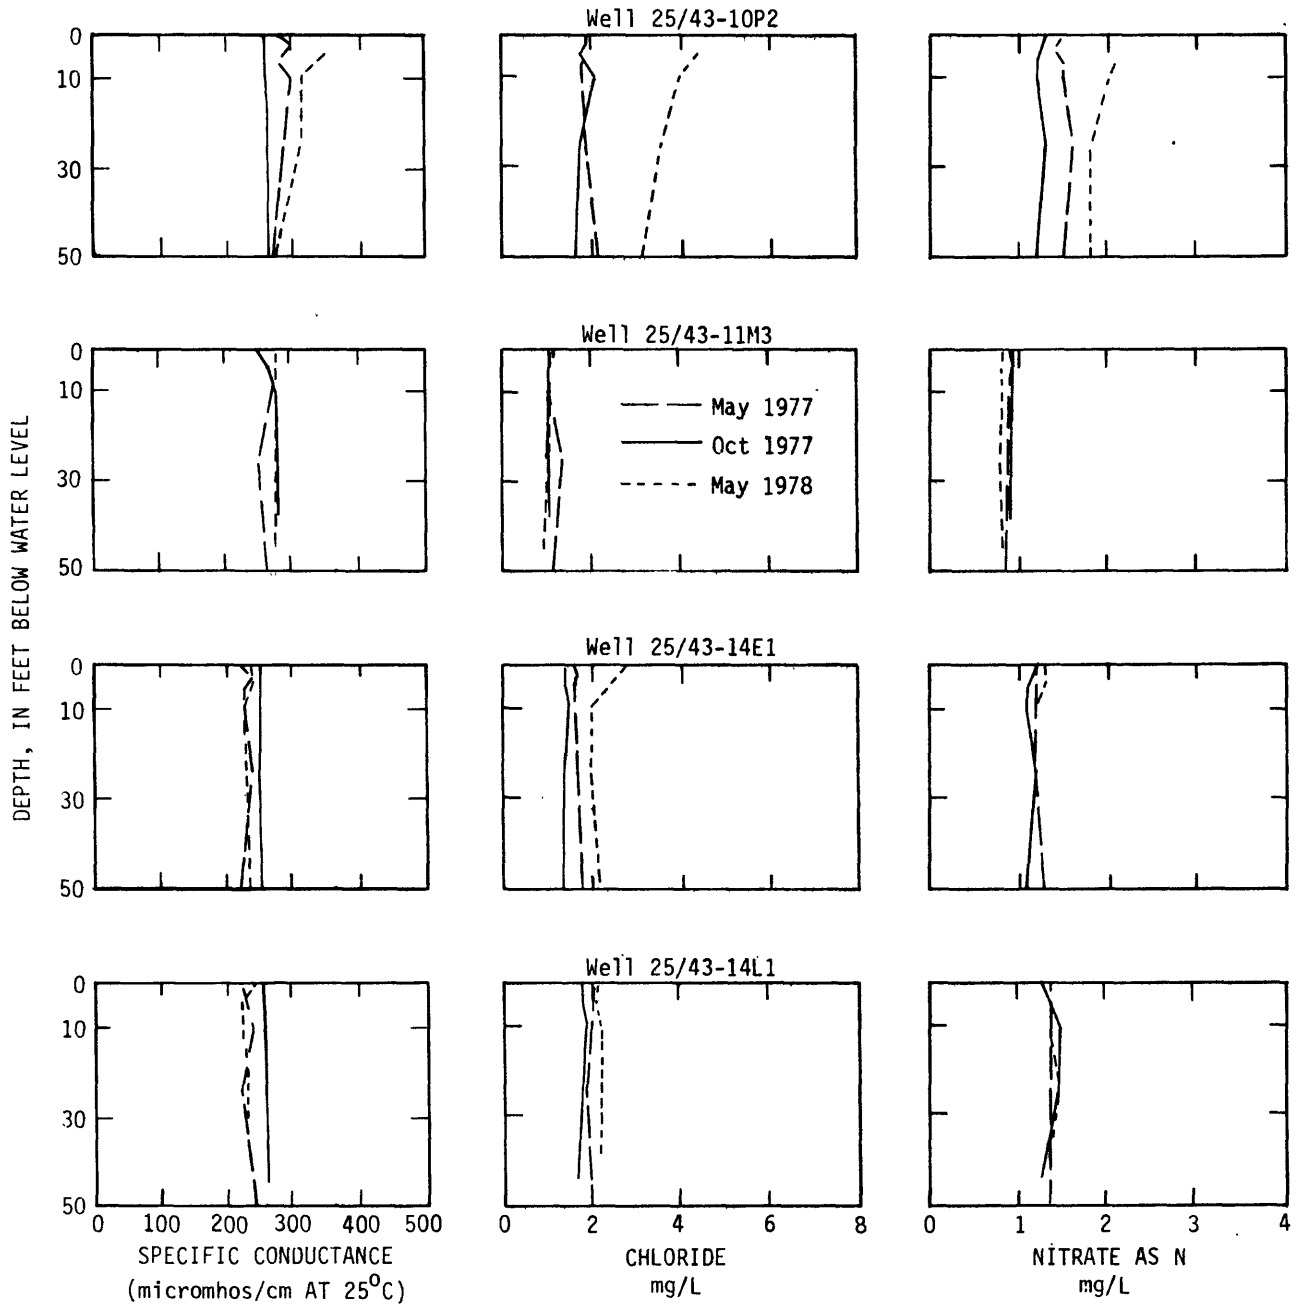 Well 25/43-10P2
0
10
30
50
Well 25/43-11M3
0
10
30
50
May 1977
Oct 1977
May 1978
DEPTH, IN FEET BELOW WATER LEVEL
Well 25/43-14E1
0
10
30
50
Well 25/43-14L1
0
10
30
50
0 100 200 300 400 500
0 2 4 6 8
0 1 2 3 4
SPECIFIC CONDUCTANCE
(micromhos/cm AT 25°C)
CHLORIDE
mg/L
NITRATE AS N
mg/L